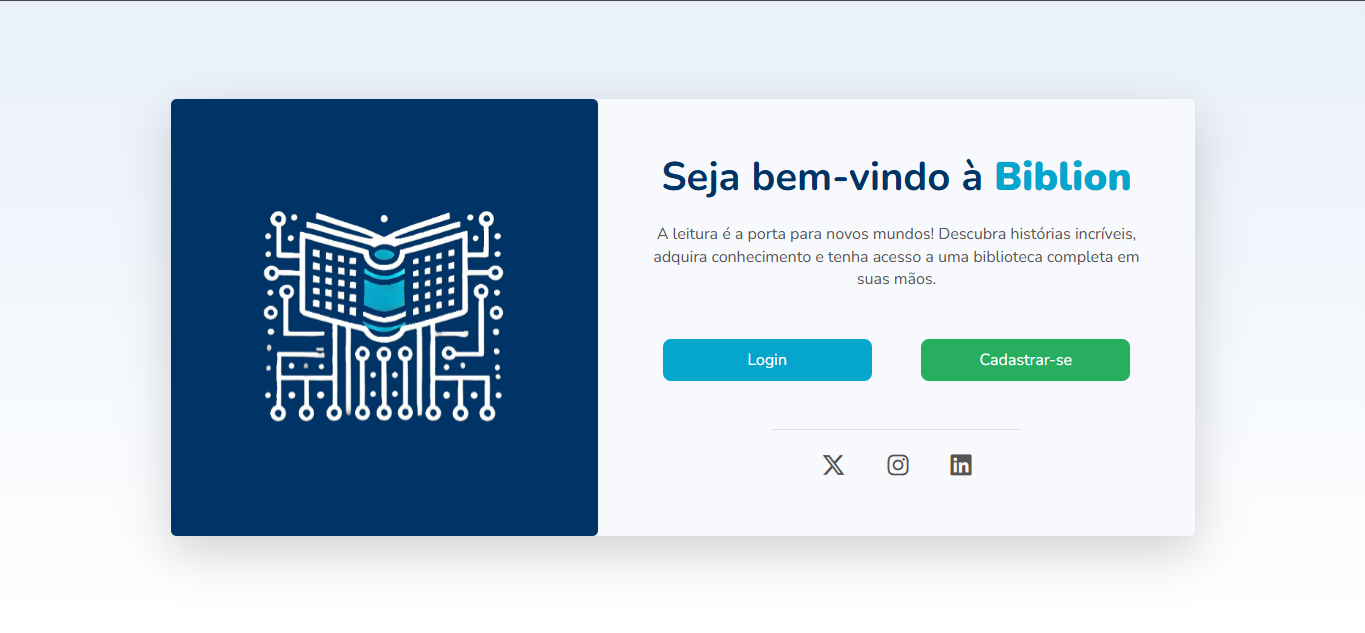 Seja bem-vindo à Biblion
A leitura é a porta para novos mundos! Descubra histórias incríveis,
adquira conhecimento e tenha acesso a uma biblioteca completa em
suas mãos.
Login
Cadastrar-se